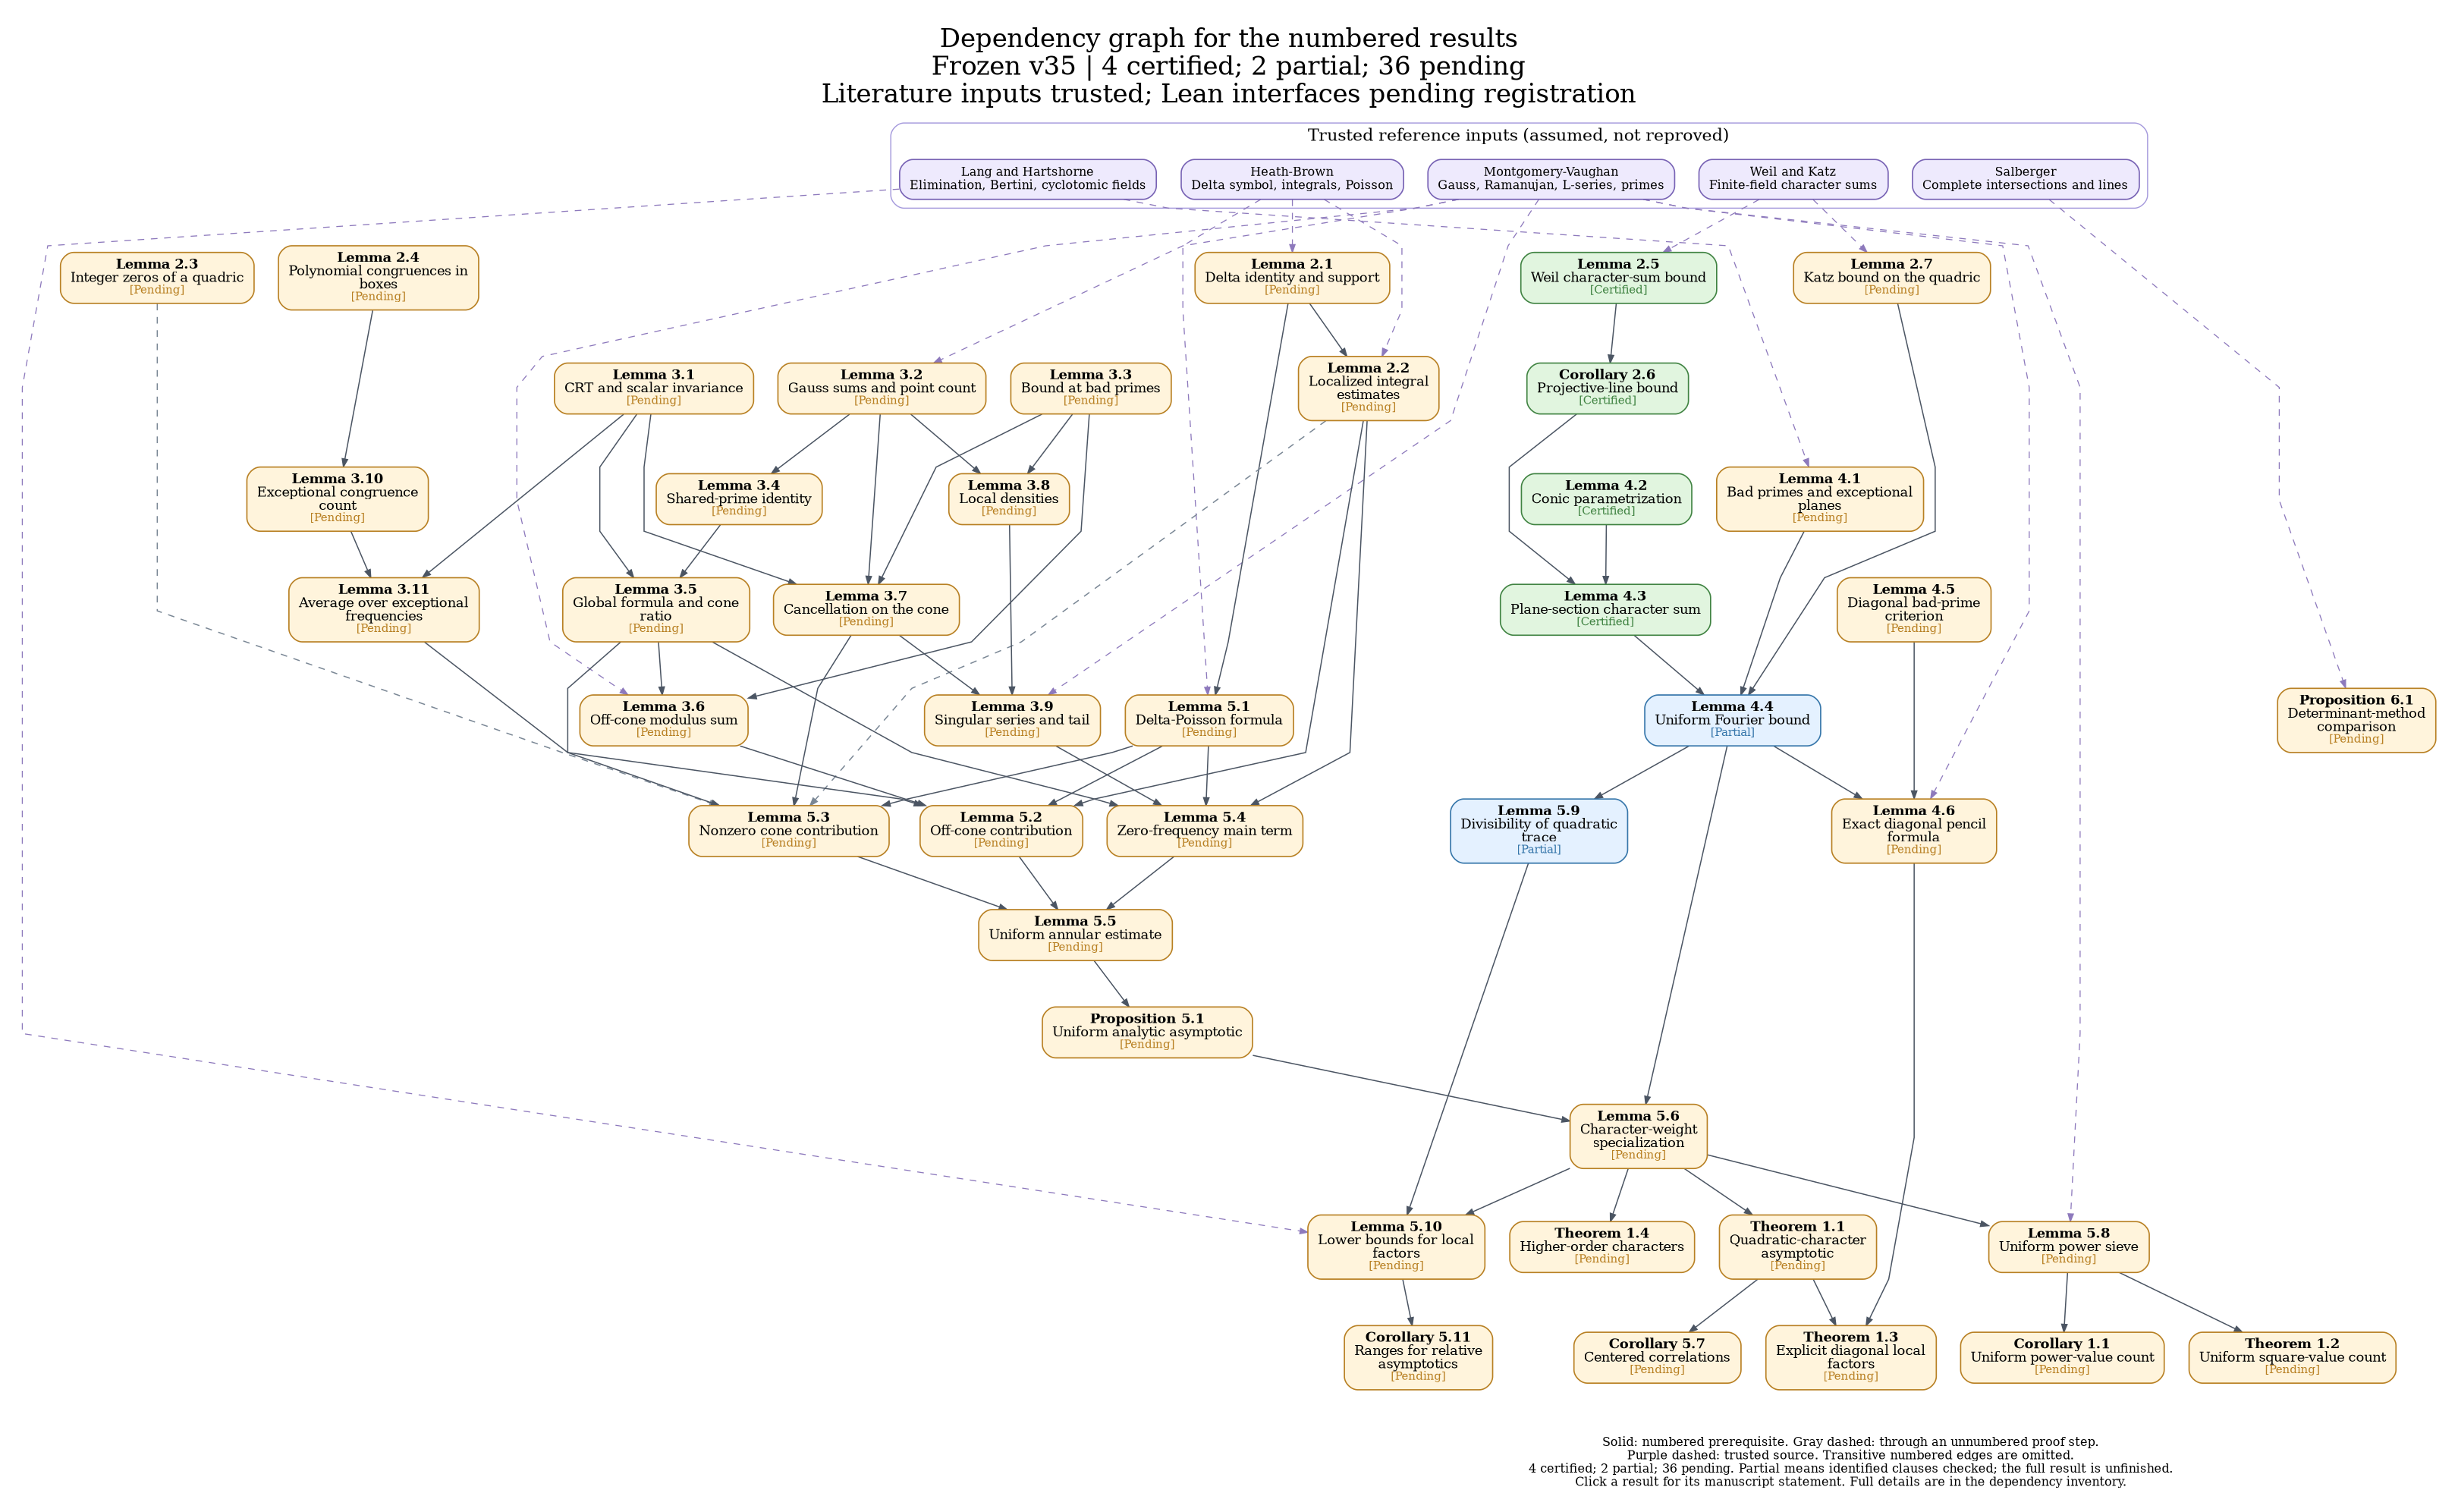 Dependency graph for the numbered results
Frozen v35 | 4 certified; 2 partial; 36 pending
Literature inputs trusted; Lean interfaces pending registration
Trusted reference inputs (assumed, not reproved)
Lang and Hartshorne
Elimination, Bertini, cyclotomic fields
Heath-Brown
Delta symbol, integrals, Poisson
Montgomery-Vaughan
Gauss, Ramanujan, L-series, primes
Weil and Katz
Finite-field character sums
Salberger
Complete intersections and lines
Lemma 2.3
Integer zeros of a quadric
[Pending]
Lemma 2.4
Polynomial congruences in
boxes
[Pending]
Lemma 2.1
Delta identity and support
[Pending]
Lemma 2.5
Weil character-sum bound
[Certified]
Lemma 2.7
Katz bound on the quadric
[Pending]
Lemma 3.1
CRT and scalar invariance
[Pending]
Lemma 3.2
Gauss sums and point count
[Pending]
Lemma 3.3
Bound at bad primes
[Pending]
Lemma 2.2
Localized integral
estimates
[Pending]
Corollary 2.6
Projective-line bound
[Certified]
Lemma 3.10
Exceptional congruence
count
[Pending]
Lemma 3.4
Shared-prime identity
[Pending]
Lemma 3.8
Local densities
[Pending]
Lemma 4.2
Conic parametrization
[Certified]
Lemma 4.1
Bad primes and exceptional
planes
[Pending]
Lemma 3.11
Average over exceptional
frequencies
[Pending]
Lemma 3.5
Global formula and cone
ratio
[Pending]
Lemma 3.7
Cancellation on the cone
[Pending]
Lemma 4.3
Plane-section character sum
[Certified]
Lemma 4.5
Diagonal bad-prime
criterion
[Pending]
Lemma 3.6
Off-cone modulus sum
[Pending]
Lemma 3.9
Singular series and tail
[Pending]
Lemma 5.1
Delta-Poisson formula
[Pending]
Lemma 4.4
Uniform Fourier bound
[Partial]
Proposition 6.1
Determinant-method
comparison
[Pending]
Lemma 5.3
Nonzero cone contribution
[Pending]
Lemma 5.2
Off-cone contribution
[Pending]
Lemma 5.4
Zero-frequency main term
[Pending]
Lemma 5.9
Divisibility of quadratic
trace
[Partial]
Lemma 4.6
Exact diagonal pencil
formula
[Pending]
Lemma 5.5
Uniform annular estimate
[Pending]
Proposition 5.1
Uniform analytic asymptotic
[Pending]
Lemma 5.6
Character-weight
specialization
[Pending]
Lemma 5.10
Lower bounds for local
factors
[Pending]
Theorem 1.4
Higher-order characters
[Pending]
Theorem 1.1
Quadratic-character
asymptotic
[Pending]
Lemma 5.8
Uniform power sieve
[Pending]
Corollary 5.11
Ranges for relative
asymptotics
[Pending]
Corollary 5.7
Centered correlations
[Pending]
Theorem 1.3
Explicit diagonal local
factors
[Pending]
Corollary 1.1
Uniform power-value count
[Pending]
Theorem 1.2
Uniform square-value count
[Pending]
Solid: numbered prerequisite. Gray dashed: through an unnumbered proof step.
Purple dashed: trusted source. Transitive numbered edges are omitted.
4 certified; 2 partial; 36 pending. Partial means identified clauses checked; the full result is unfinished.
Click a result for its manuscript statement. Full details are in the dependency inventory.